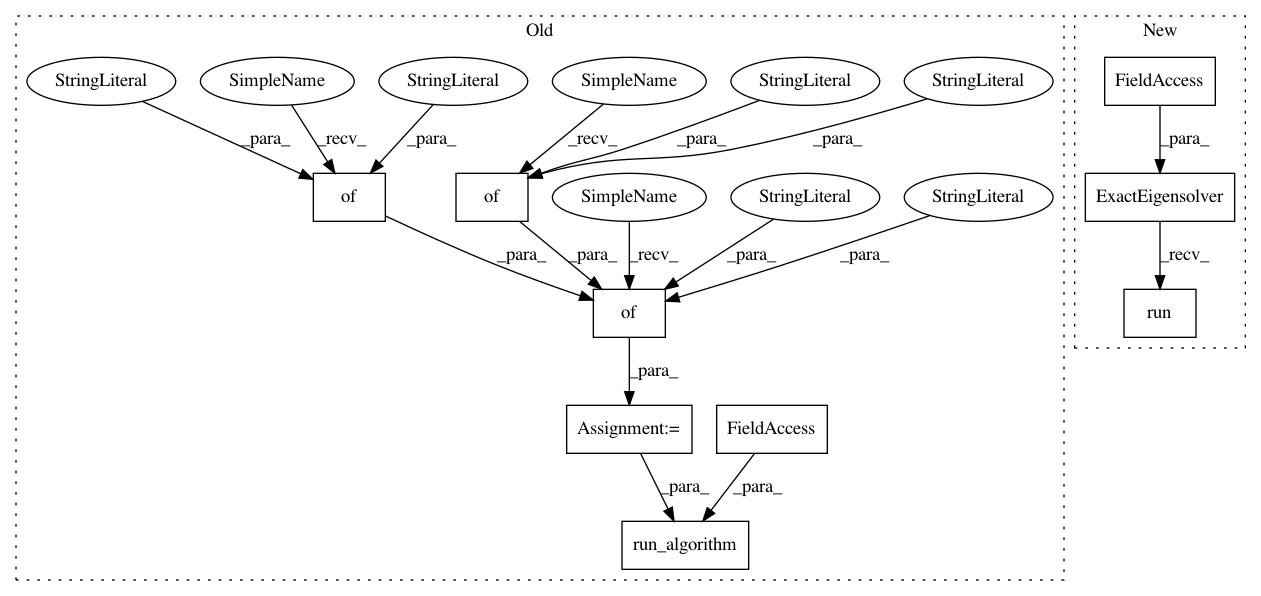 Old
New
StringLiteral SimpleName StringLiteral SimpleName StringLiteral StringLiteral FieldAccess
_para_ _recv_ _para_ _recv_ _para_ _para_ _para_
of of SimpleName StringLiteral StringLiteral ExactEigensolver
_para_ _para_ _recv_ _para_ _para_ _recv_
of run
_para_
Assignment:= FieldAccess
_para_ _para_
run_algorithm